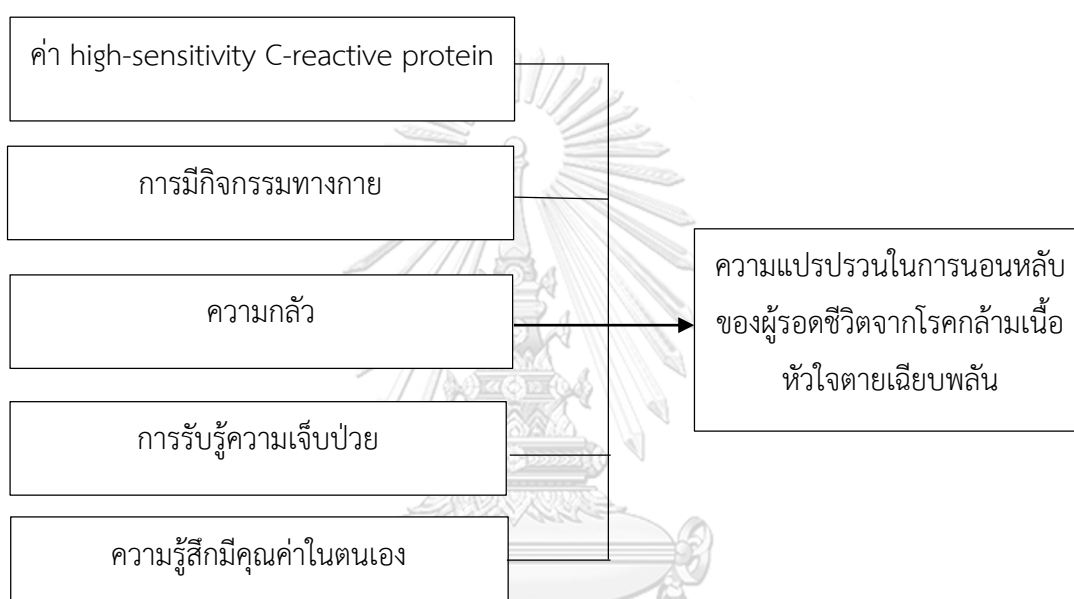 ค่า high-sensitivity C-reactive protein
การมีกิจกรรมทางกาย
ความกลัว
การรับรู้ความเจ็บป่วย
ความรู้สึกมีคุณค่าในตนเอง
ความแปรปรวนในการนอนหลับ
ของผู้รอดชีวิตจากโรคกล้ามเนื้อ
หัวใจตายเฉียบพลัน